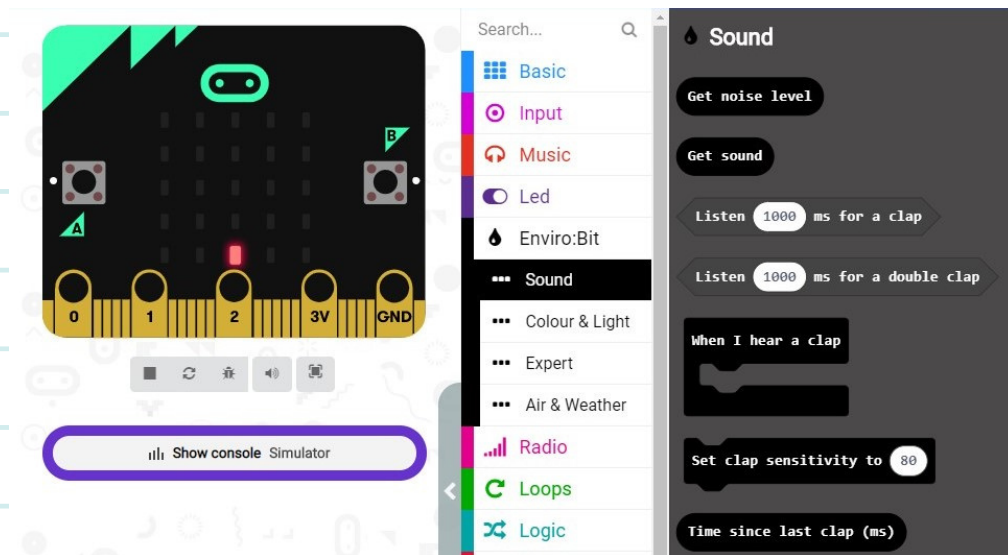 B
A
0 1 2 3V GND
Show console Simulator
Search...
Basic
Input
Music
Led
Enviro:Bit
Sound
Colour & Light
Expert
Air & Weather
Radio
Loops
Logic
Sound
Get noise level
Get sound
Listen 1000 ms for a clap
Listen 1000 ms for a double clap
When I hear a clap
Set clap sensitivity to 80
Time since last clap (ms)